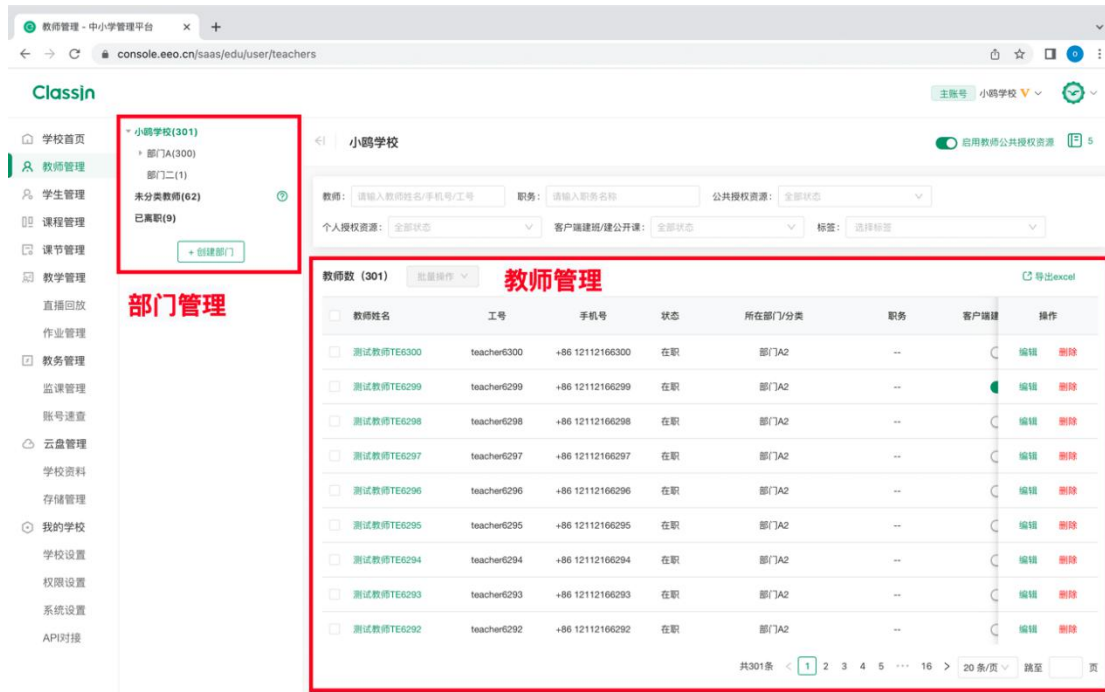 教师管理 - 中小学管理平台
console.eeo.cn/saas/edu/user/teachers
ClassIn
主账号 小鸥学校 V
学校首页
教师管理
学生管理
课程管理
课节管理
教学管理
直播回放
作业管理
教务管理
监课管理
账号速查
云盘管理
学校资料
存储管理
我的学校
学校设置
权限设置
系统设置
API对接
小鸥学校(301)
部门A(300)
部门二(1)
未分类教师(62)
已离职(9)
+ 创建部门
部门管理
小鸥学校
启用教师公共授权资源 5
教师: 请输入教师姓名/手机号/工号 职务: 请输入职务名称 公共授权资源: 全部状态
个人授权资源: 全部状态 客户端建班/建公开课: 全部状态 标签: 选择标签
教师数(301) 批量操作 教师管理 导出excel
教师姓名 工号 手机号 状态 所在部门/分类 职务 客户端建 操作
测试教师TE6300 teacher6300 +86 12112166300 在职 部门A2 -- 编辑 删除
测试教师TE6299 teacher6299 +86 12112166299 在职 部门A2 -- 编辑 删除
测试教师TE6298 teacher6298 +86 12112166298 在职 部门A2 -- 编辑 删除
测试教师TE6297 teacher6297 +86 12112166297 在职 部门A2 -- 编辑 删除
测试教师TE6296 teacher6296 +86 12112166296 在职 部门A2 -- 编辑 删除
测试教师TE6295 teacher6295 +86 12112166295 在职 部门A2 -- 编辑 删除
测试教师TE6294 teacher6294 +86 12112166294 在职 部门A2 -- 编辑 删除
测试教师TE6293 teacher6293 +86 12112166293 在职 部门A2 -- 编辑 删除
测试教师TE6292 teacher6292 +86 12112166292 在职 部门A2 -- 编辑 删除
共301条 < 1 2 3 4 5 ··· 16 > 20 条/页 跳至 页